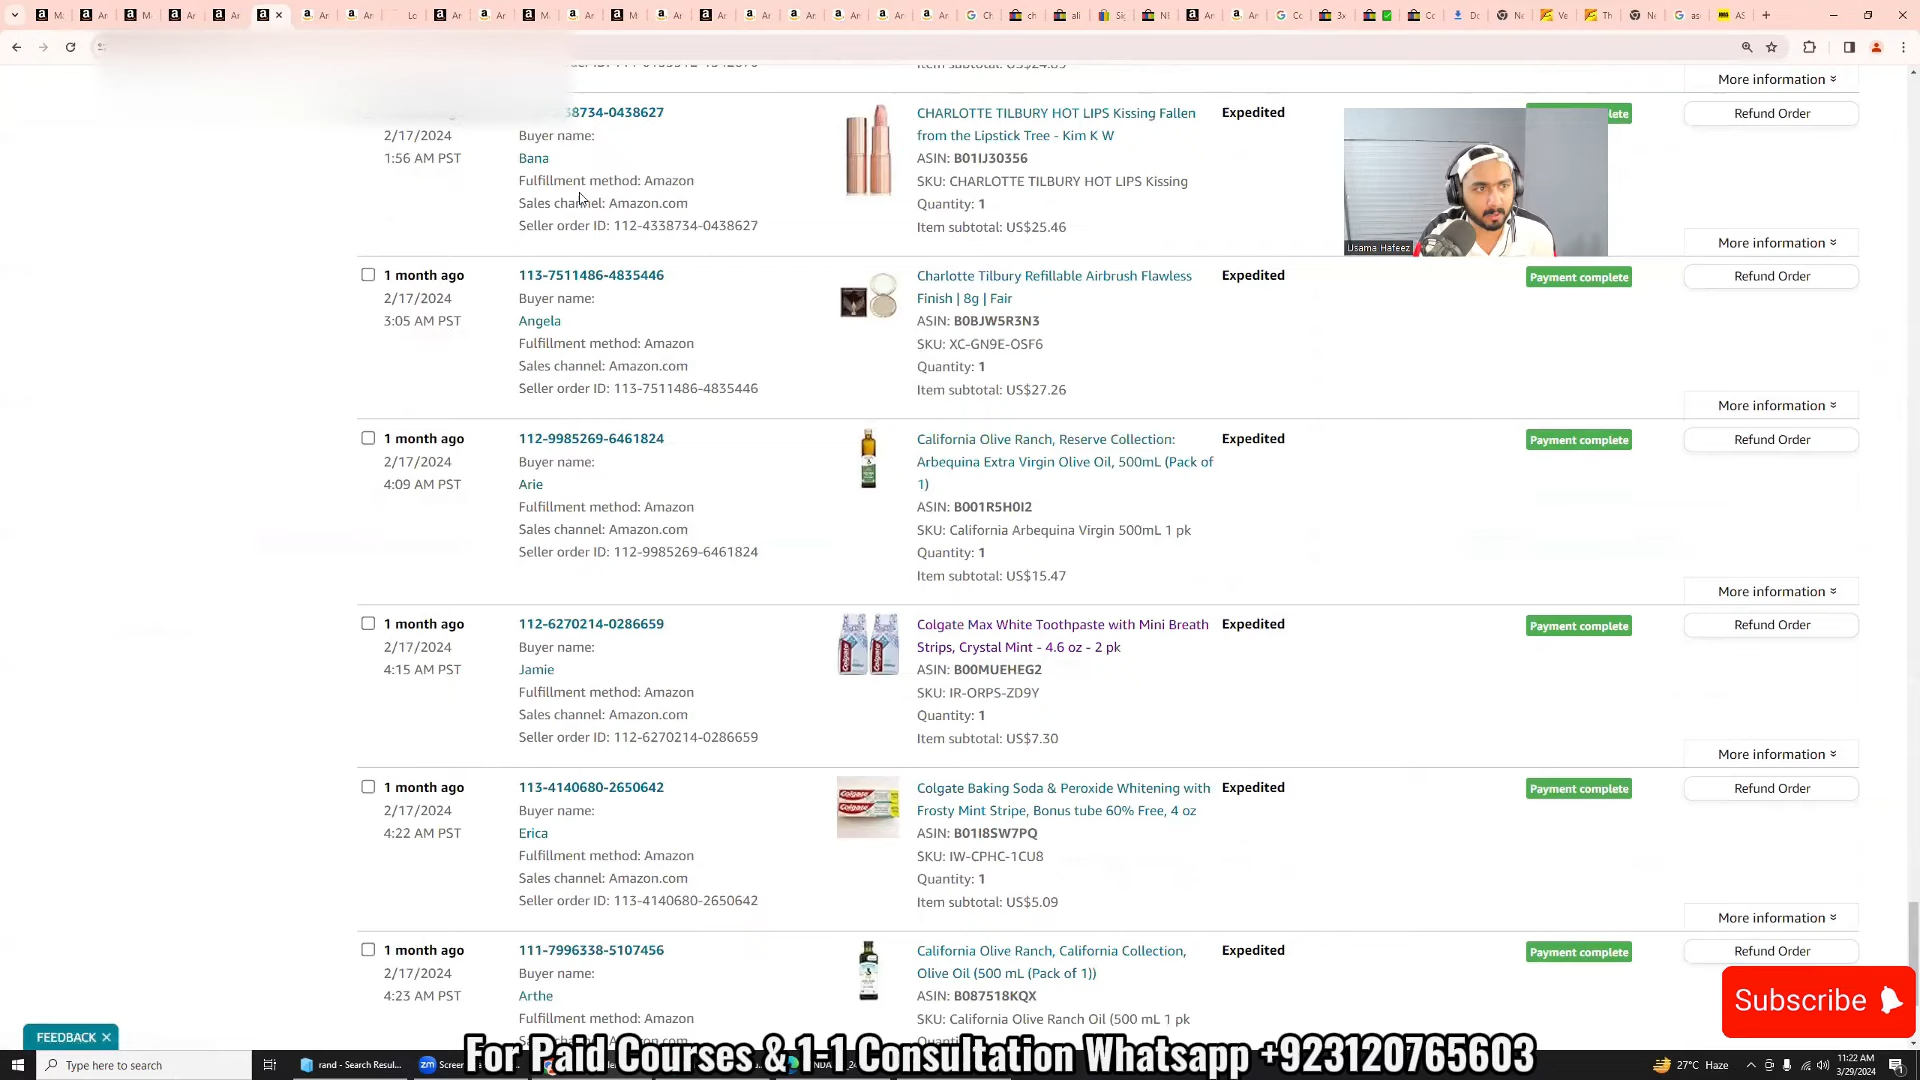 More information
38734-0438627
2/17/2024
Buyer name:
1:56 AM PST
Bana
Fulfillment method: Amazon
Sales channel: Amazon.com
Seller order ID: 112-4338734-0438627
CHARLOTTE TILBURY HOT LIPS Kissing Fallen
from the Lipstick Tree - Kim K W
ASIN: B01IJ30356
SKU: CHARLOTTE TILBURY HOT LIPS Kissing
Quantity: 1
Item subtotal: US$25.46
Expedited
Usama Hafeez
Refund Order
More information
1 month ago
2/17/2024
3:05 AM PST
113-7511486-4835446
Buyer name:
Angela
Fulfillment method: Amazon
Sales channel: Amazon.com
Seller order ID: 113-7511486-4835446
Charlotte Tilbury Refillable Airbrush Flawless
Finish | 8g | Fair
ASIN: B0BJW5R3N3
SKU: XC-GN9E-OSF6
Quantity: 1
Item subtotal: US$27.26
Expedited
Payment complete
Refund Order
More information
1 month ago
2/17/2024
4:09 AM PST
112-9985269-6461824
Buyer name:
Arie
Fulfillment method: Amazon
Sales channel: Amazon.com
Seller order ID: 112-9985269-6461824
California Olive Ranch, Reserve Collection:
Arbequina Extra Virgin Olive Oil, 500mL (Pack of
1)
ASIN: B001R5H0I2
SKU: California Arbequina Virgin 500mL 1 pk
Quantity: 1
Item subtotal: US$15.47
Expedited
Payment complete
Refund Order
More information
1 month ago
2/17/2024
4:15 AM PST
112-6270214-0286659
Buyer name:
Jamie
Fulfillment method: Amazon
Sales channel: Amazon.com
Seller order ID: 112-6270214-0286659
Colgate Max White Toothpaste with Mini Breath
Strips, Crystal Mint - 4.6 oz - 2 pk
ASIN: B00MUEHEG2
SKU: IR-ORPS-ZD9Y
Quantity: 1
Item subtotal: US$7.30
Expedited
Payment complete
Refund Order
More information
1 month ago
2/17/2024
4:22 AM PST
113-4140680-2650642
Buyer name:
Erica
Fulfillment method: Amazon
Sales channel: Amazon.com
Seller order ID: 113-4140680-2650642
Colgate Baking Soda & Peroxide Whitening with
Frosty Mint Stripe, Bonus tube 60% Free, 4 oz
ASIN: B01I8SW7PQ
SKU: IW-CPHC-1CU8
Quantity: 1
Item subtotal: US$5.09
Expedited
Payment complete
Refund Order
More information
1 month ago
2/17/2024
4:23 AM PST
111-7996338-5107456
Buyer name:
Arthe
Fulfillment method: Amazon
California Olive Ranch, California Collection,
Olive Oil (500 mL (Pack of 1))
ASIN: B087518KQX
SKU: California Olive Ranch Oil (500 mL 1 pk
Expedited
Payment complete
Refund Order
Subscribe
FEEDBACK
For Paid Courses & 1-1 Consultation Whatsapp +923120765603
Type here to search
rand - Search Resul...
27°C Haze
11:22 AM
3/29/2024